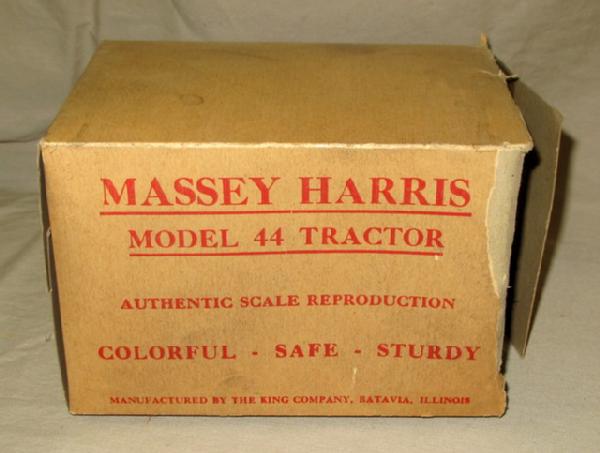 MASSEY HARRIS
MODEL 44 TRACTOR
AUTHENTIC SCALE REPRODUCTION
COLORFUL - SAFE - STURDY
MANUFACTURED BY THE KING COMPANY, BATAVIA, ILLINOIS